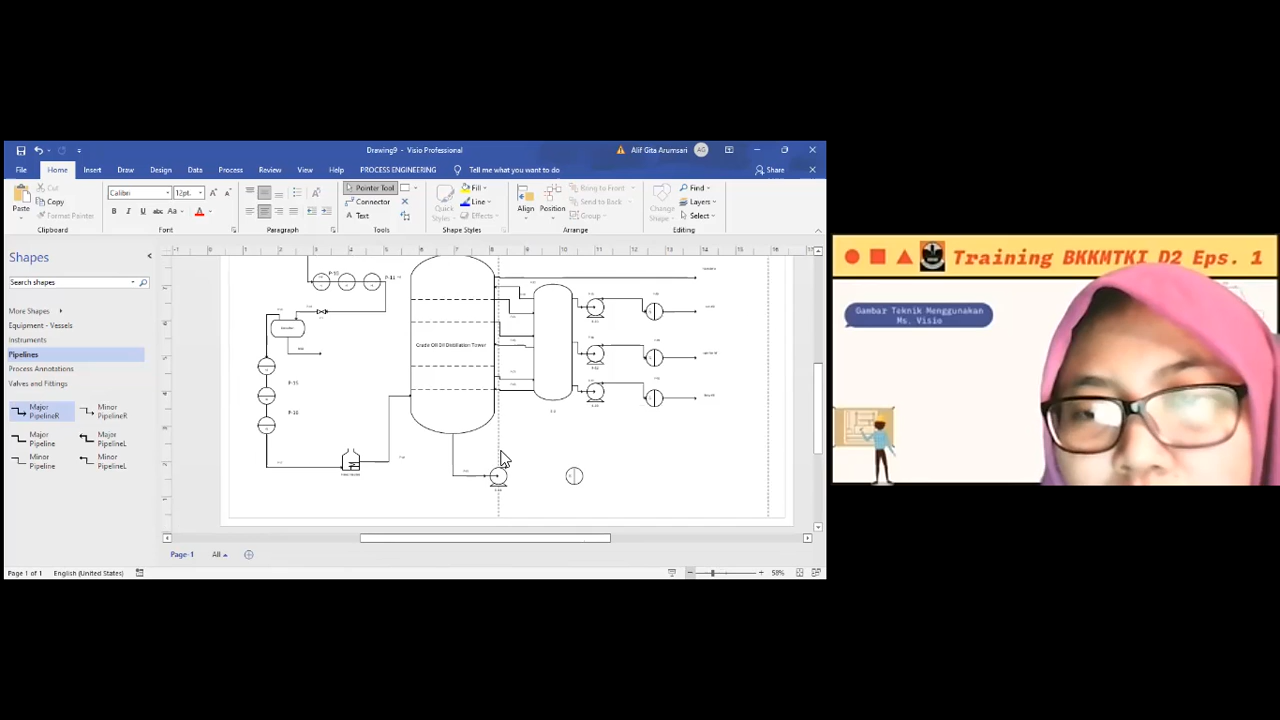 Drawing9 - Visio Professional
Alif Gita Arumsari
AG
File
Home
Insert
Draw
Design
Data
Process
Review
View
Help
PROCESS ENGINEERING
Tell me what you want to do
Share
Paste
Cut
Copy
Format Painter
Clipboard
Calibri
12pt.
Font
Paragraph
Pointer Tool
Connector
Text
Tools
Quick Styles
Fill
Line
Effects
Shape Styles
Align
Position
Bring to Front
Send to Back
Group
Arrange
Change Shape
Find
Layers
Select
Editing
Shapes
Search shapes
More Shapes
Equipment - Vessels
Instruments
Pipelines
Process Annotations
Valves and Fittings
Major PipelineR
Minor PipelineR
Major Pipeline
Major PipelineL
Minor Pipeline
Minor PipelineL
Crude Oil Distillation Tower
P-15
Page-1
All
Page 1 of 1
English (United States)
58%
Training BKKMTKI D2 Eps. 1
Gambar Teknik Menggunakan
Ms. Visio